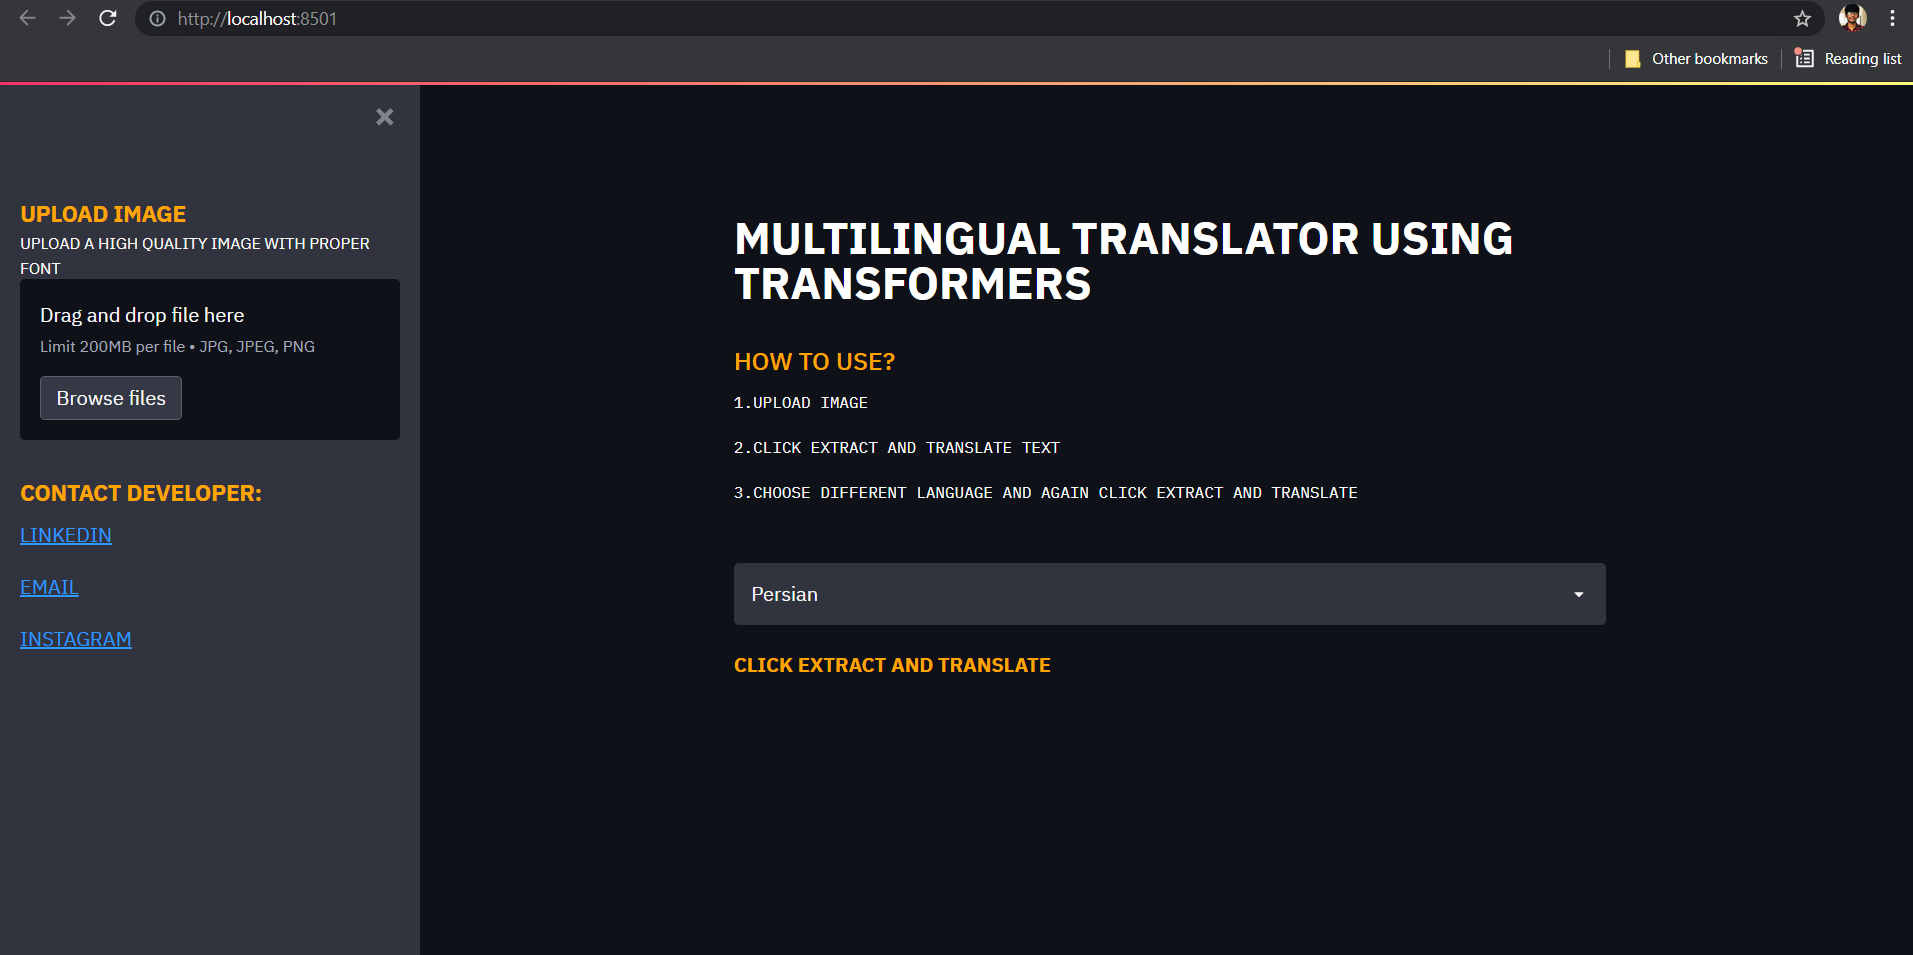 http://localhost:8501
Other bookmarks
Reading list
UPLOAD IMAGE
UPLOAD A HIGH QUALITY IMAGE WITH PROPER
FONT
Drag and drop file here
Limit 200MB per file • JPG, JPEG, PNG
Browse files
CONTACT DEVELOPER:
LINKEDIN
EMAIL
INSTAGRAM
MULTILINGUAL TRANSLATOR USING
TRANSFORMERS
HOW TO USE?
1.UPLOAD IMAGE
2.CLICK EXTRACT AND TRANSLATE TEXT
3.CHOOSE DIFFERENT LANGUAGE AND AGAIN CLICK EXTRACT AND TRANSLATE
Persian
CLICK EXTRACT AND TRANSLATE